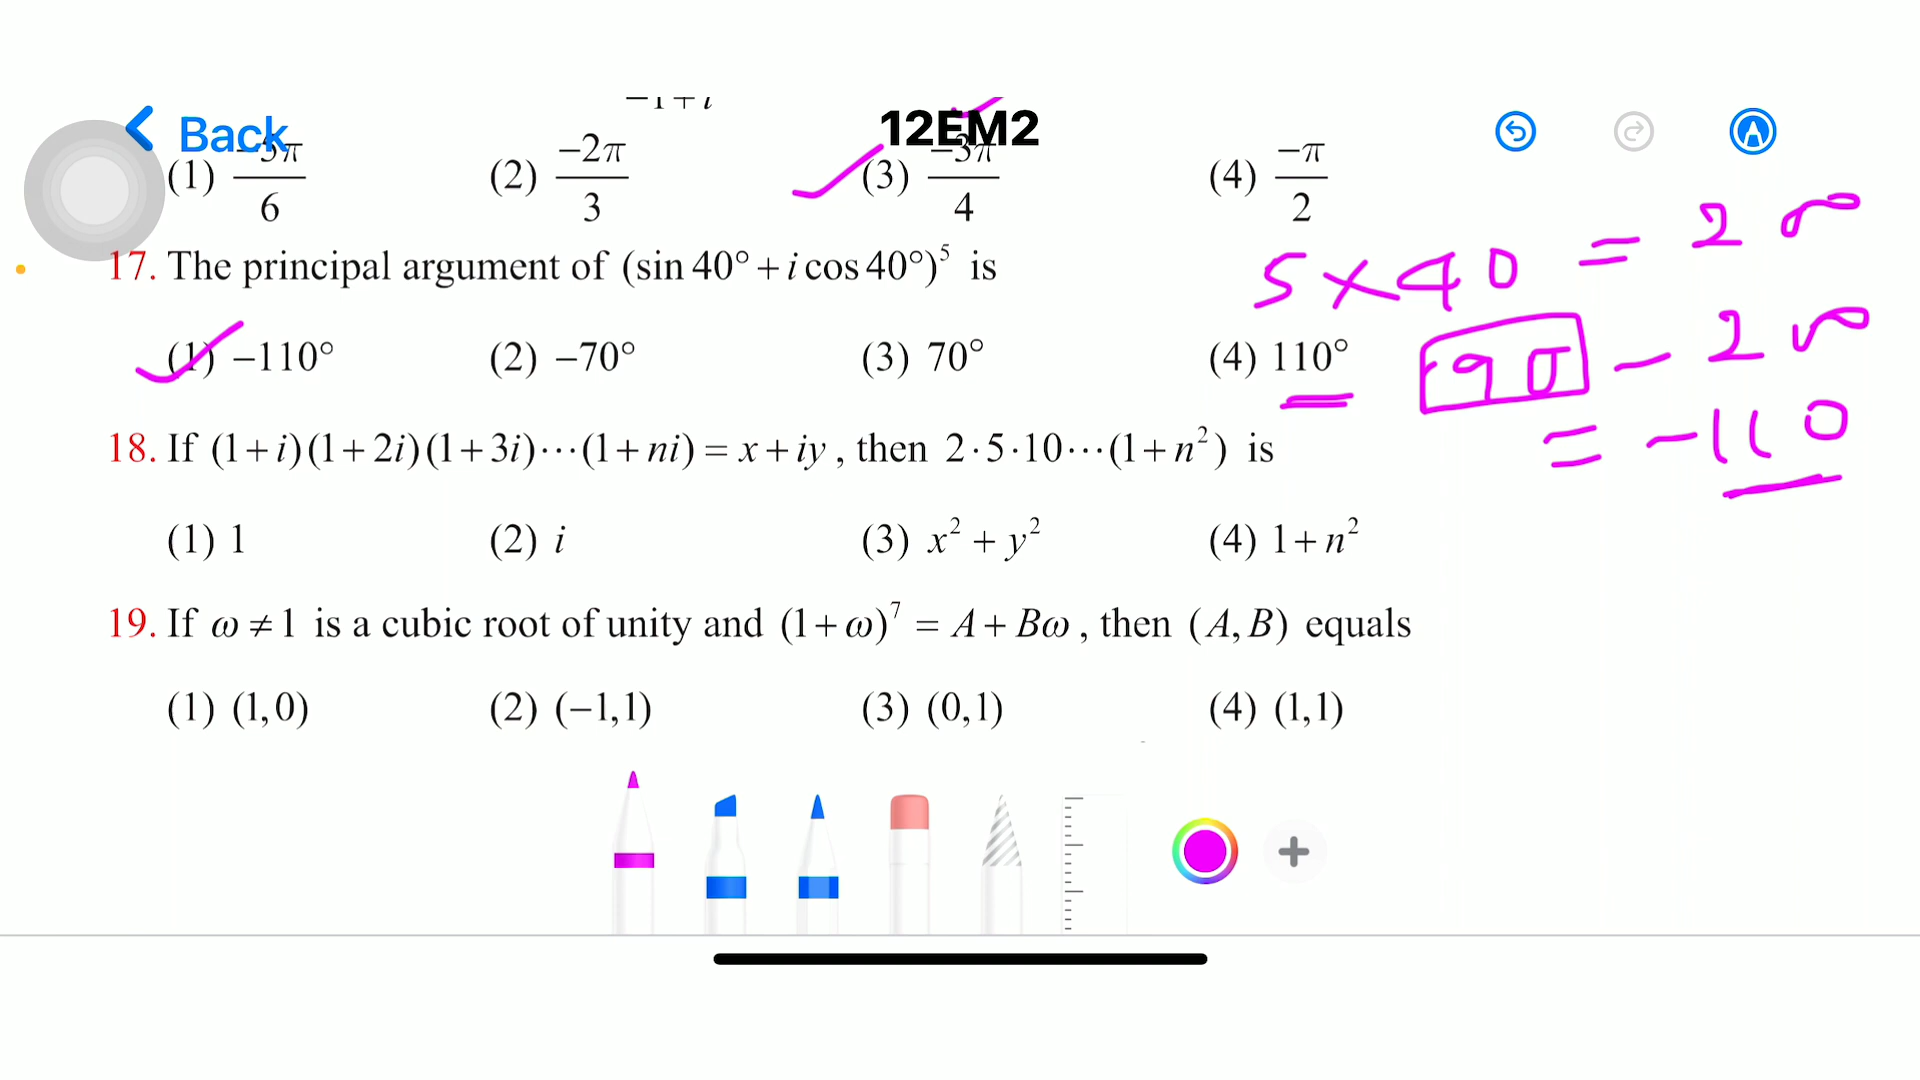 −1+i
Back
12EM2
(1) −5π/6 (2) −2π/3 (3) −3π/4 (4) −π/2
17. The principal argument of (sin 40° + i cos 40°)⁵ is
(1) −110° (2) −70° (3) 70° (4) 110°
5 × 40 = 200
90 − 200
= −110
18. If (1+i)(1+2i)(1+3i)⋯(1+ni) = x+iy, then 2·5·10⋯(1+n²) is
(1) 1 (2) i (3) x² + y² (4) 1+n²
19. If ω ≠ 1 is a cubic root of unity and (1+ω)⁷ = A + Bω, then (A, B) equals
(1) (1,0) (2) (−1,1) (3) (0,1) (4) (1,1)